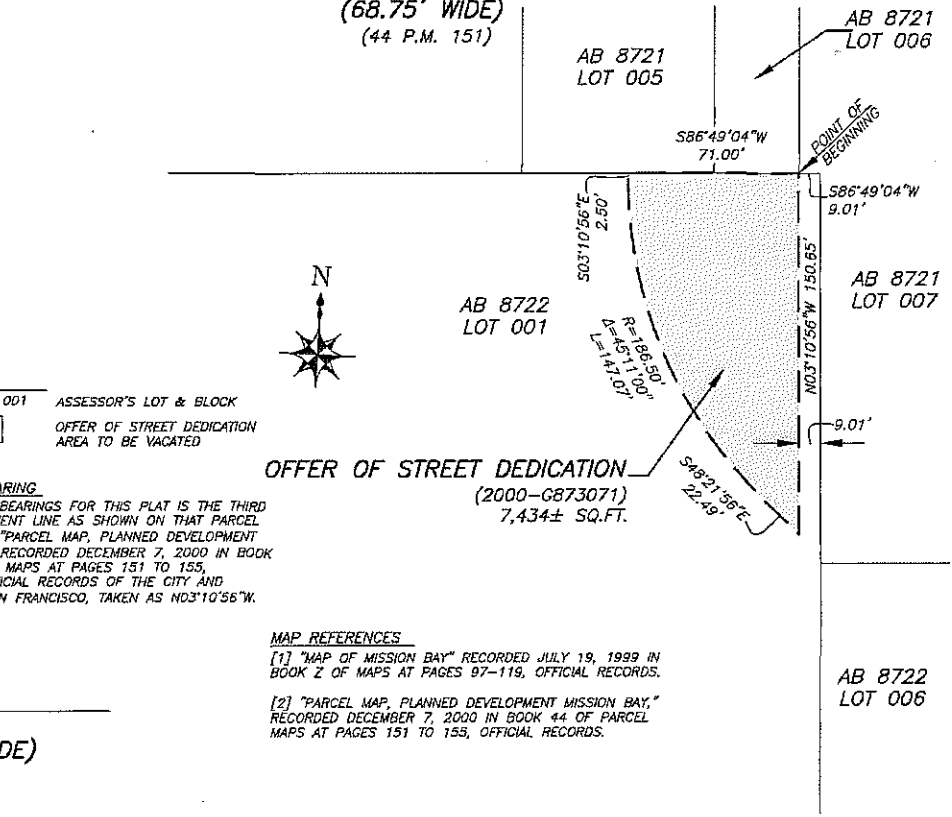 (68.75' WIDE)
(44 P.M. 151)
AB 8721
LOT 005
AB 8721
LOT 006
S86°49'04"W
71.00'
POINT OF
BEGINNING
S86°49'04"W
9.01'
S03°10'56"E
2.50'
N03°10'56"W 150.65'
AB 8721
LOT 007
N
AB 8722
LOT 001
R=186.50'
Δ=45°11'00"
L=147.07'
9.01'
S48°21'56"E
22.49'
001 ASSESSOR'S LOT & BLOCK
OFFER OF STREET DEDICATION
AREA TO BE VACATED
OFFER OF STREET DEDICATION
(2000-G873071)
7,434± SQ.FT.
ARING
BEARINGS FOR THIS PLAT IS THE THIRD
ENT LINE AS SHOWN ON THAT PARCEL
"PARCEL MAP, PLANNED DEVELOPMENT
RECORDED DECEMBER 7, 2000 IN BOOK
MAPS AT PAGES 151 TO 155,
ICIAL RECORDS OF THE CITY AND
N FRANCISCO, TAKEN AS N03°10'56"W.
MAP REFERENCES
[1] "MAP OF MISSION BAY" RECORDED JULY 19, 1999 IN
BOOK Z OF MAPS AT PAGES 97-119, OFFICIAL RECORDS.
[2] "PARCEL MAP, PLANNED DEVELOPMENT MISSION BAY,"
RECORDED DECEMBER 7, 2000 IN BOOK 44 OF PARCEL
MAPS AT PAGES 151 TO 155, OFFICIAL RECORDS.
AB 8722
LOT 006
DE)